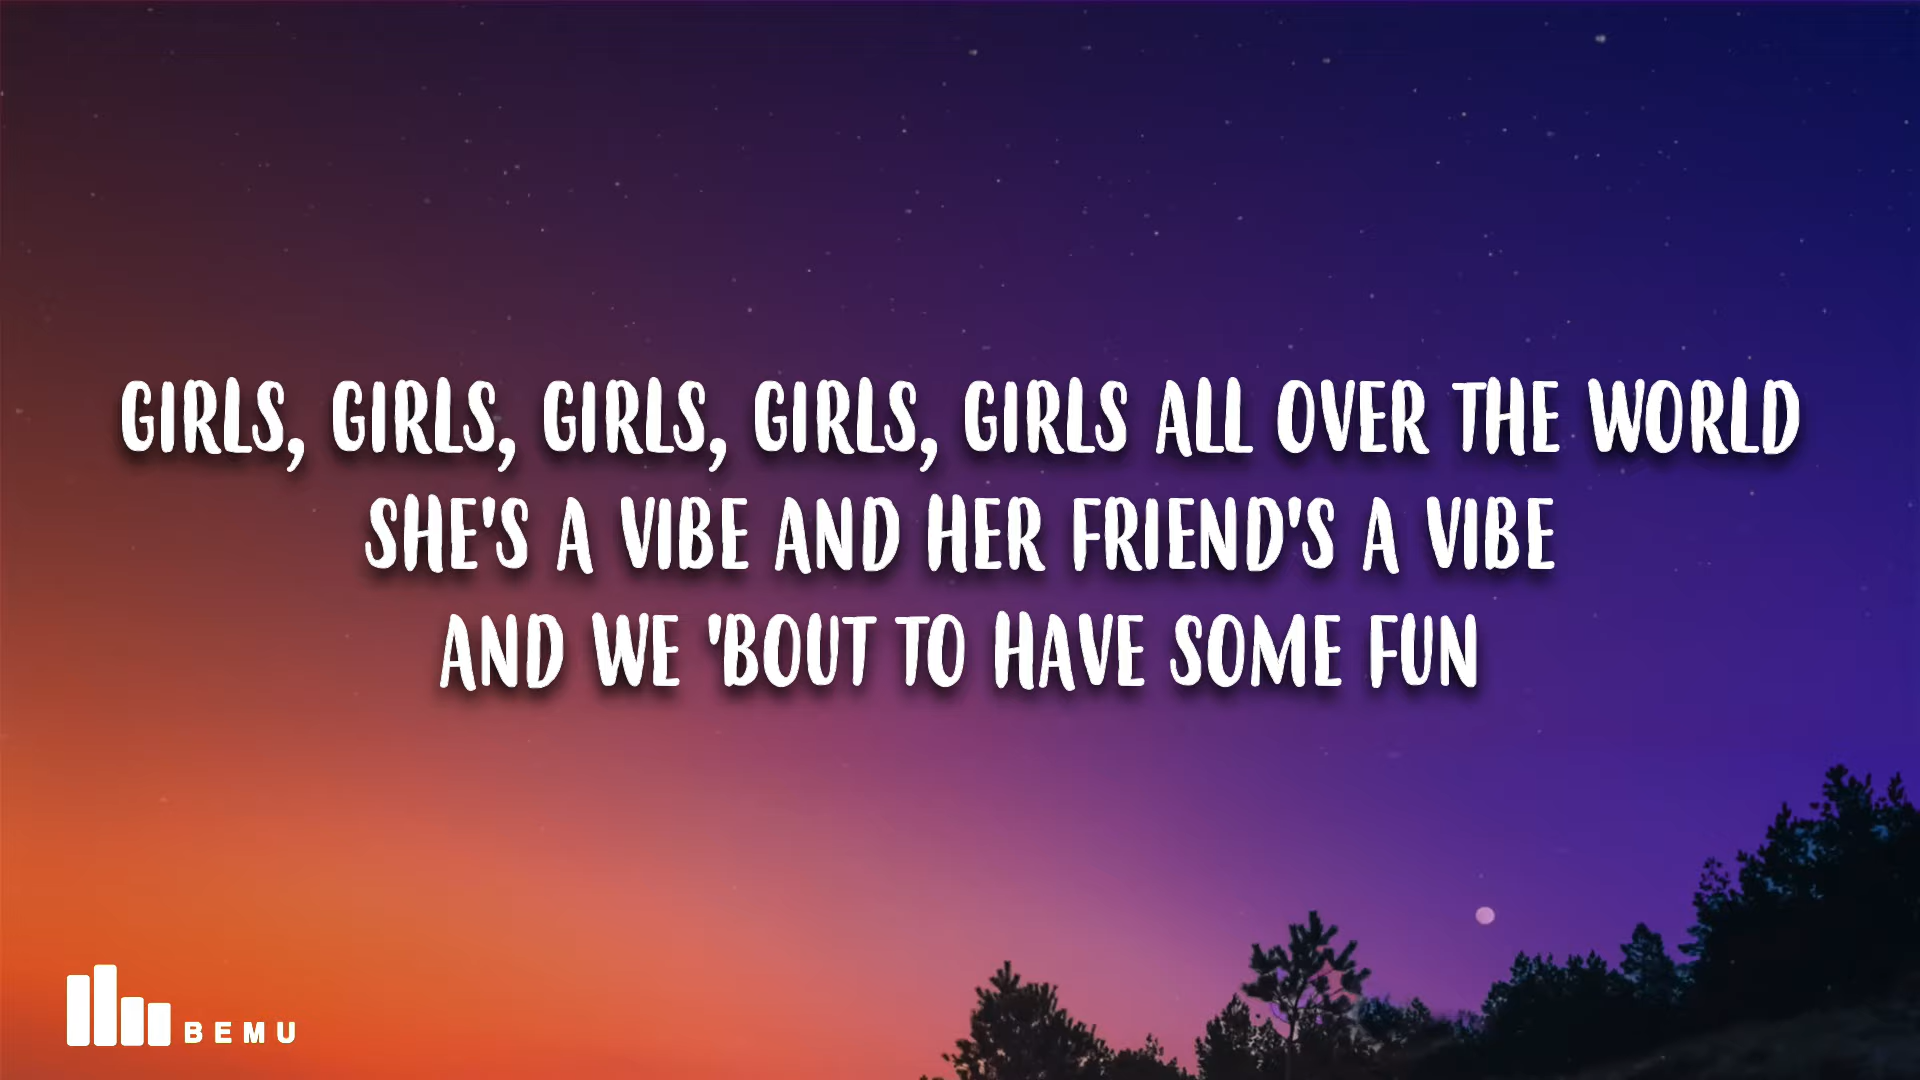 GIRLS, GIRLS, GIRLS, GIRLS, GIRLS ALL OVER THE WORLD
SHE'S A VIBE AND HER FRIEND'S A VIBE
AND WE 'BOUT TO HAVE SOME FUN
BEMU